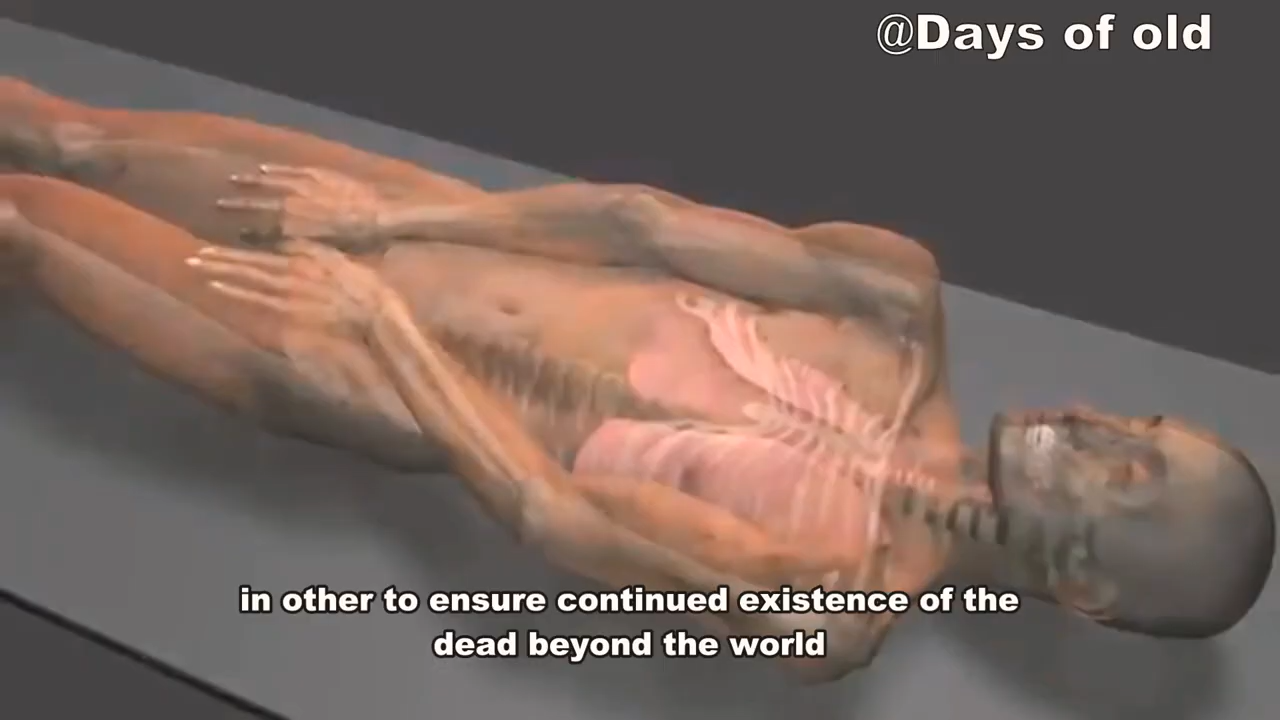 @Days of old
in other to ensure continued existence of the
dead beyond the world